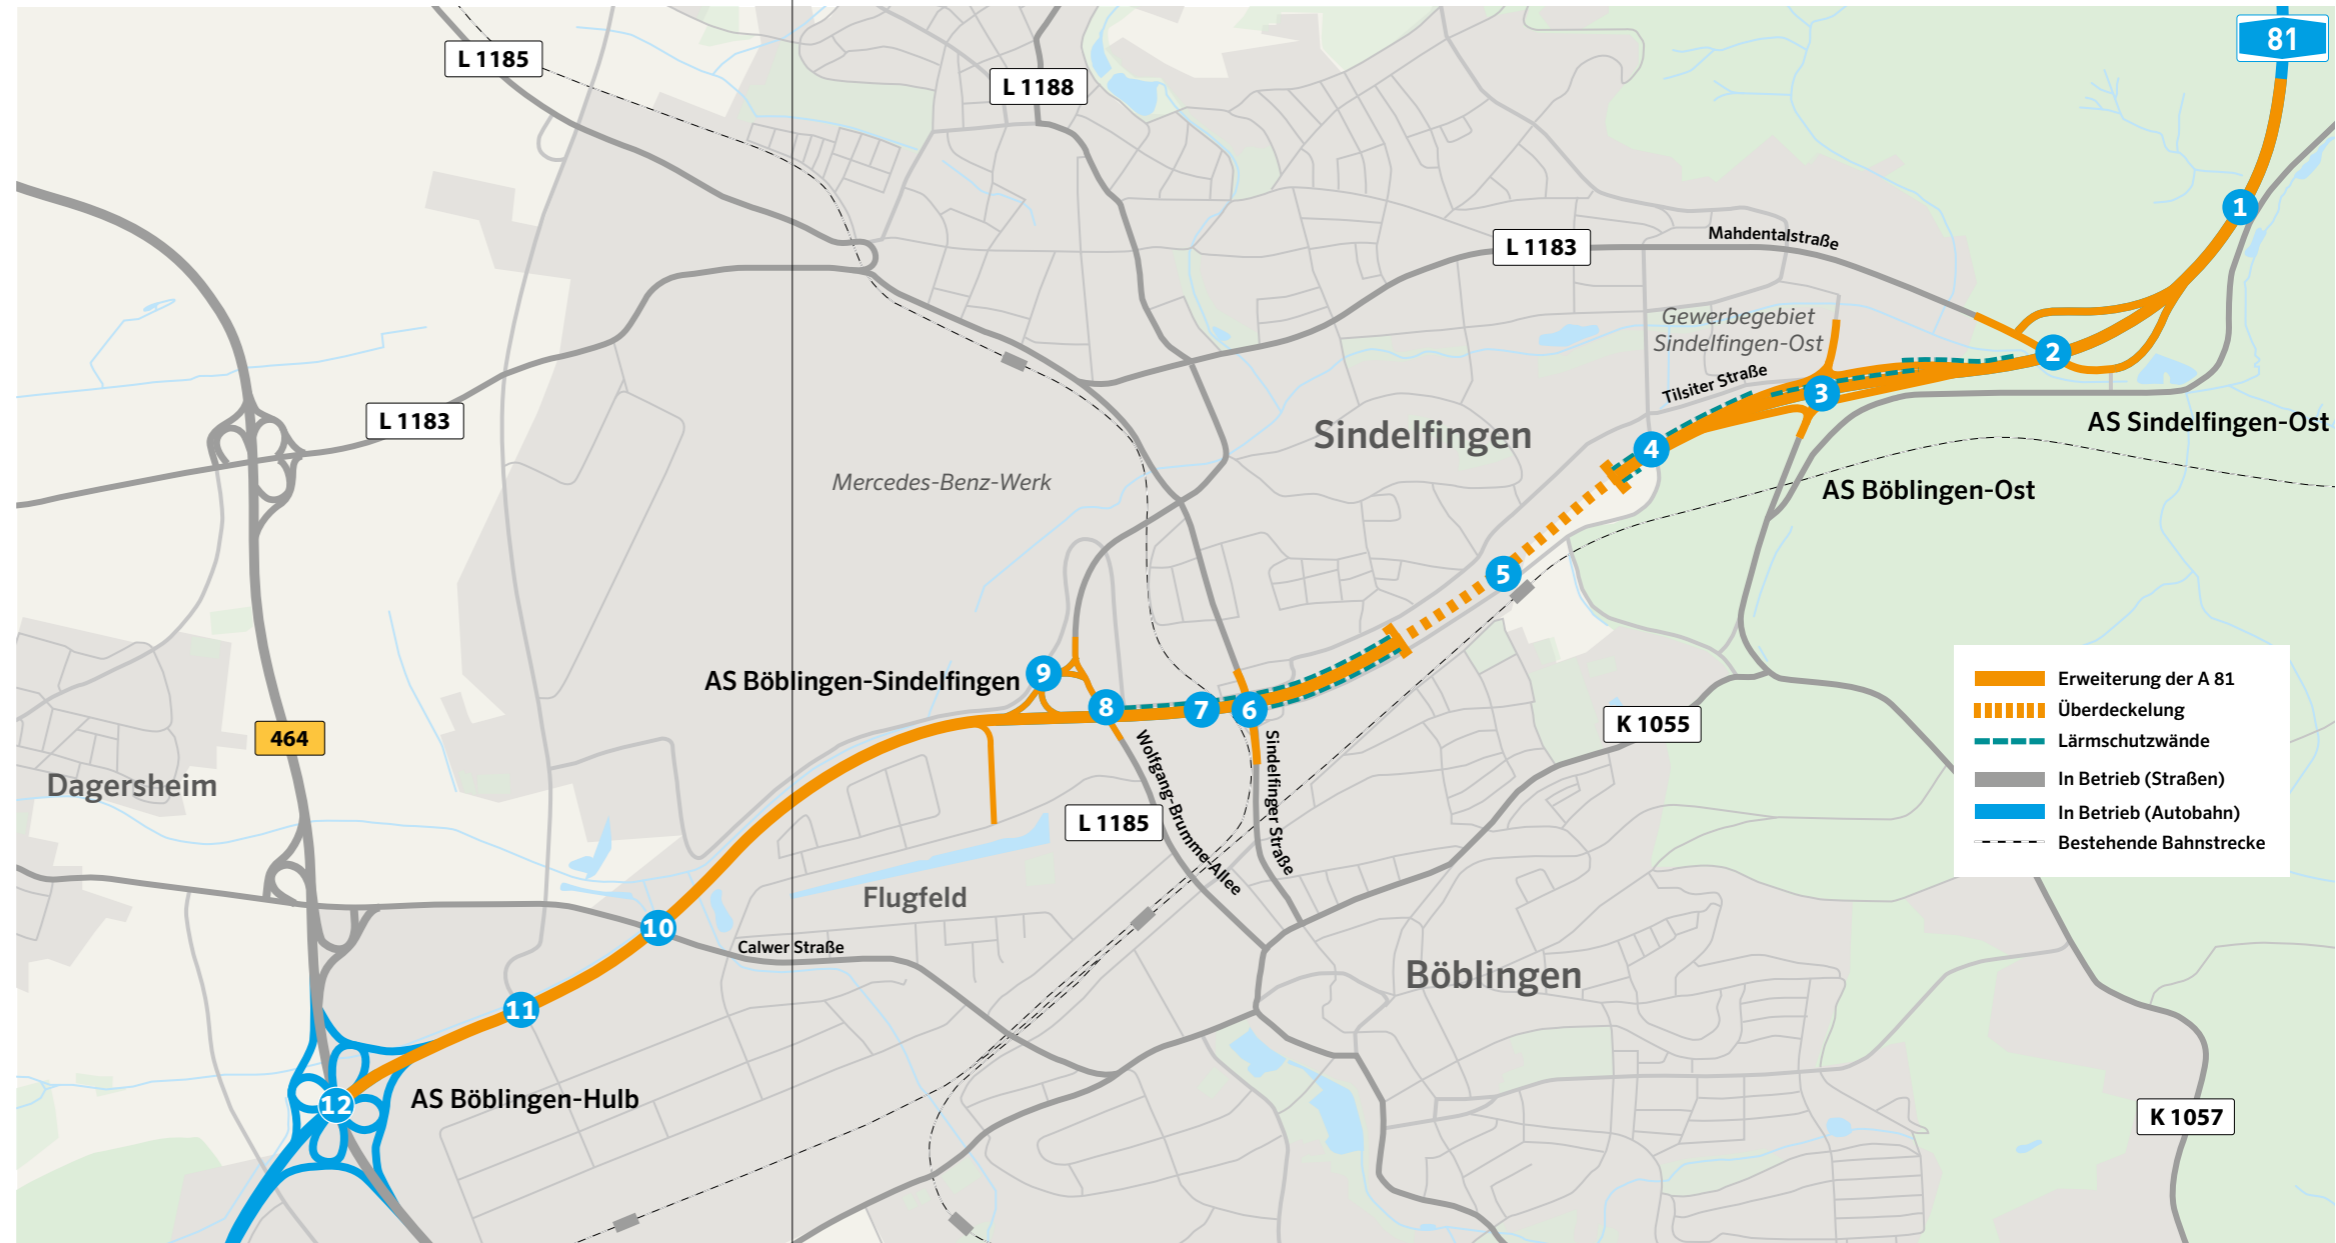 81
L 1185
L 1188
1
Mahdentalstraße
L 1183
Gewerbegebiet
Sindelfingen-Ost
2
Tilsiter Straße
3
L 1183
AS Sindelfingen-Ost
Sindelfingen
4
Mercedes-Benz-Werk
AS Böblingen-Ost
5
9
AS Böblingen-Sindelfingen
8
7
6
Erweiterung der A 81
Überdeckelung
Lärmschutzwände
In Betrieb (Straßen)
In Betrieb (Autobahn)
Bestehende Bahnstrecke
K 1055
464
Dagersheim
Wolfgang-Brumme-Allee
Sindelfinger Straße
L 1185
Flugfeld
10
Calwer Straße
Böblingen
11
AS Böblingen-Hulb
12
K 1057